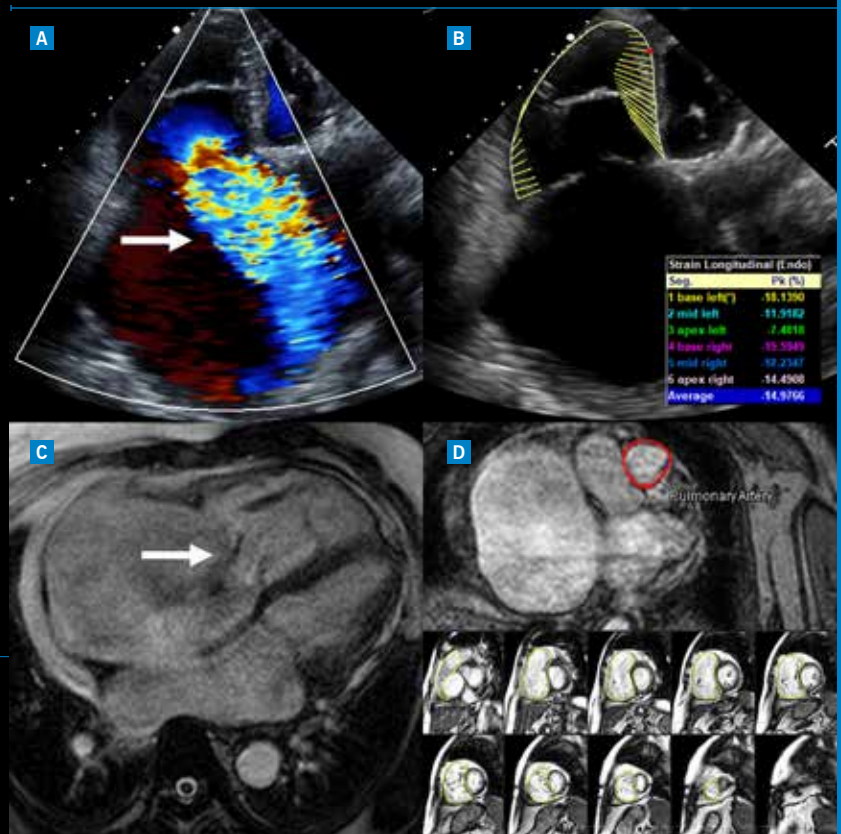 A
B
Strain Longitudinal (Endo)
Seg. Pk (%)
1 base left(*) -18.1390
2 mid left -11.9182
3 apex left -7.4818
4 base right -19.5949
5 mid right -12.2347
6 apex right -14.4908
Average -14.9766
C
D
Pulmonary Artery